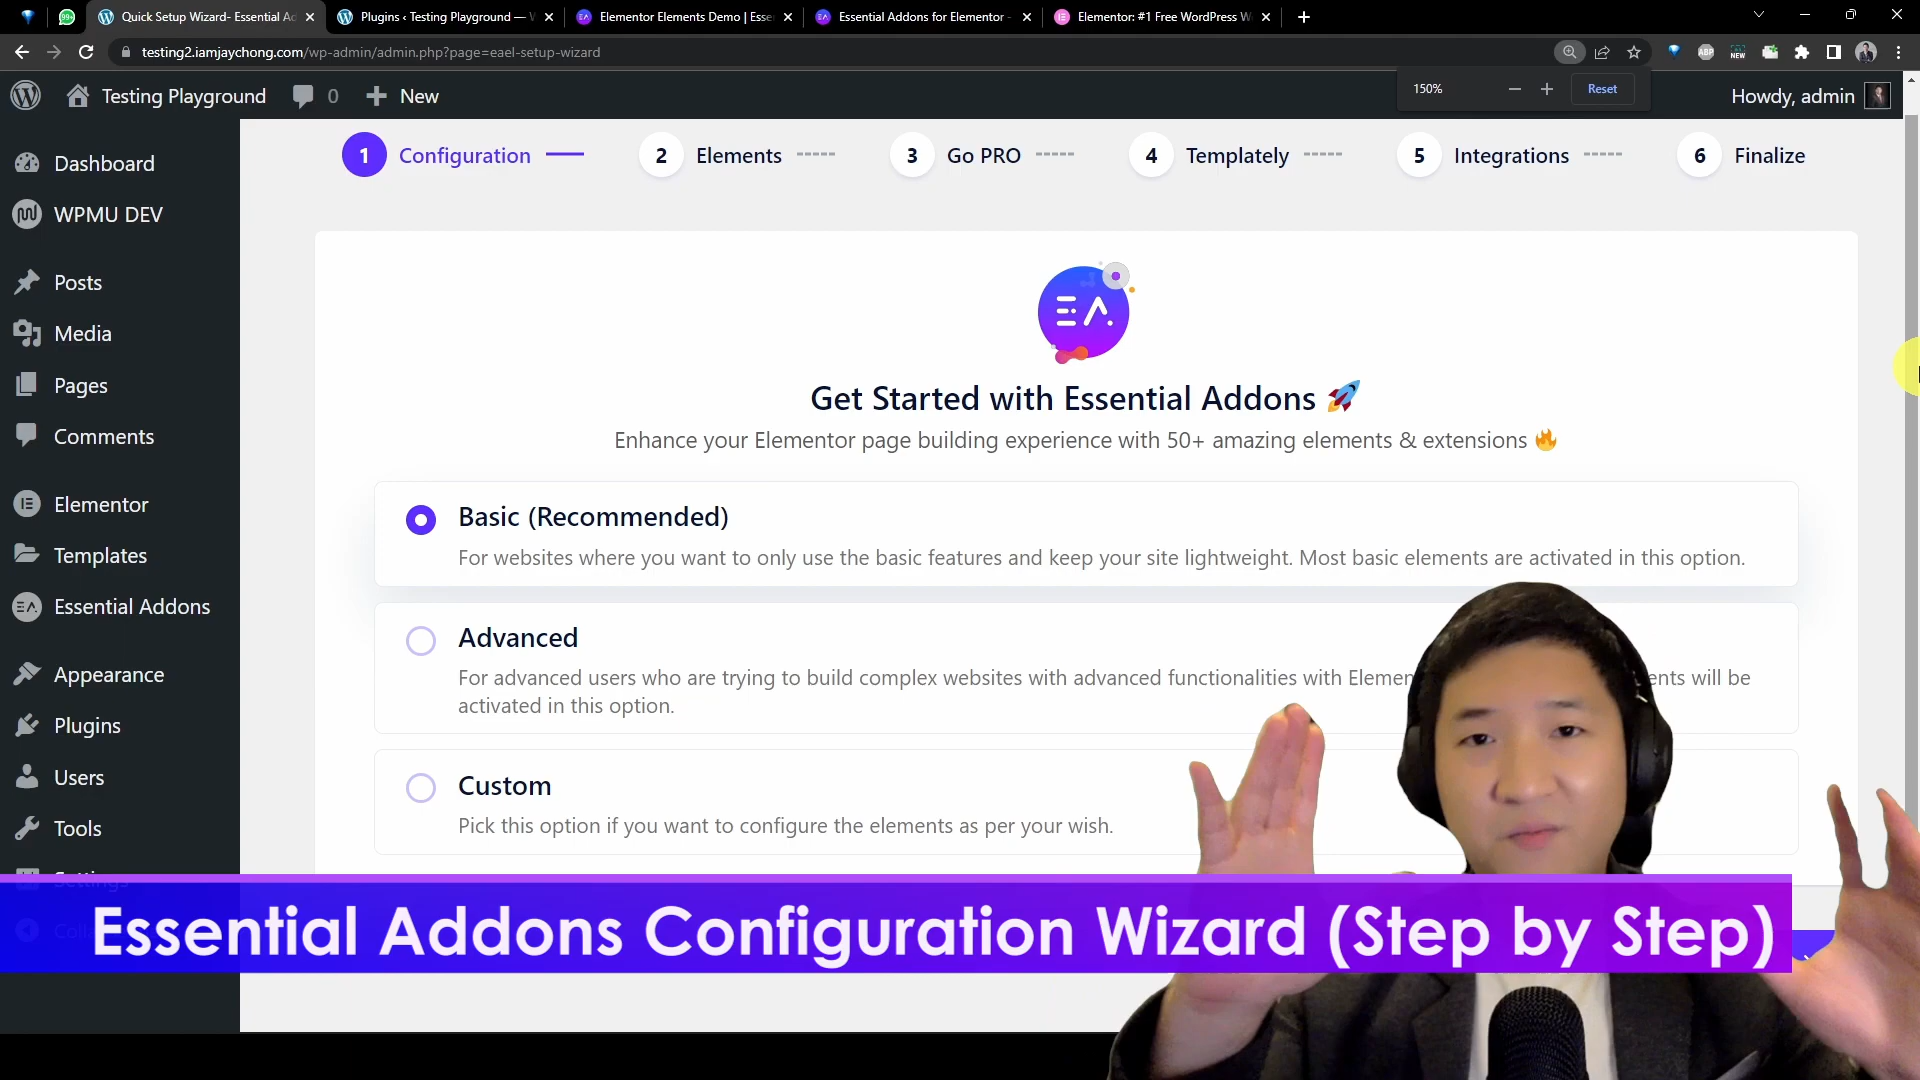 Quick Setup Wizard- Essential Ad
Plugins ‹ Testing Playground — W
Elementor Elements Demo | Esse
Essential Addons for Elementor -
Elementor: #1 Free WordPress W
testing2.iamjaychong.com/wp-admin/admin.php?page=eael-setup-wizard
ABP
NEW
Testing Playground
0
New
150%
Reset
Howdy, admin
Dashboard
WPMU DEV
Posts
Media
Pages
Comments
Elementor
Templates
Essential Addons
Appearance
Plugins
Users
Tools
Settings
1 Configuration
2 Elements
3 Go PRO
4 Templately
5 Integrations
6 Finalize
EA
Get Started with Essential Addons 🚀
Enhance your Elementor page building experience with 50+ amazing elements & extensions 🔥
Basic (Recommended)
For websites where you want to only use the basic features and keep your site lightweight. Most basic elements are activated in this option.
Advanced
For advanced users who are trying to build complex websites with advanced functionalities with Elemen nts will be
activated in this option.
Custom
Pick this option if you want to configure the elements as per your wish.
Essential Addons Configuration Wizard (Step by Step)